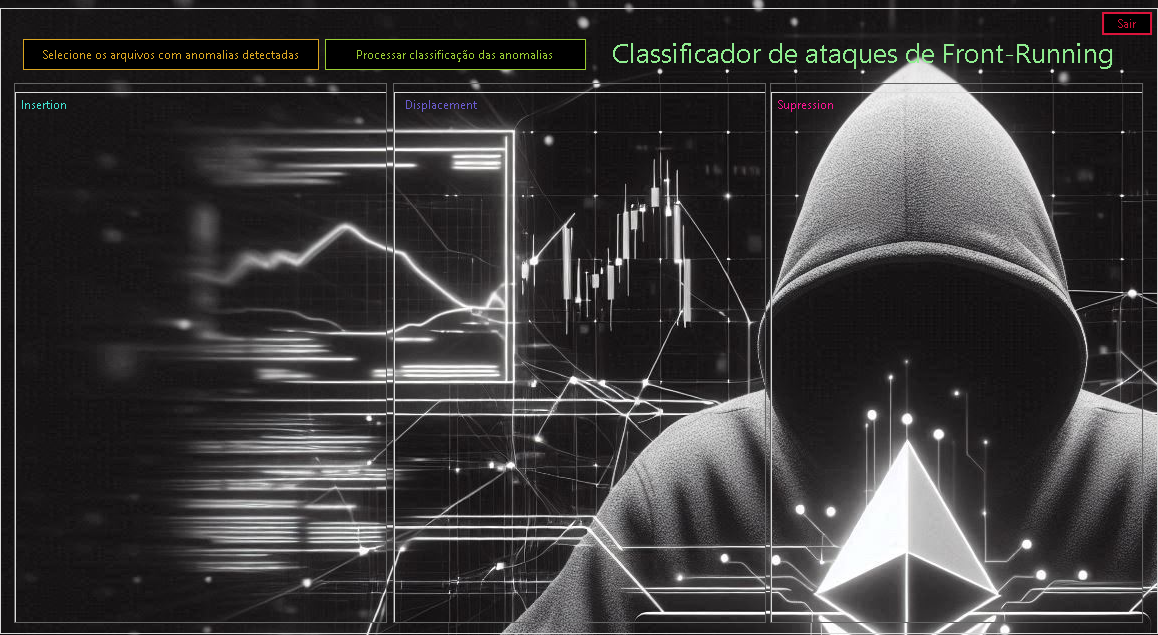 Sair
Selecione os arquivos com anomalias detectadas
Processar classificação das anomalias
Classificador de ataques de Front-Running
Insertion
Displacement
Supression